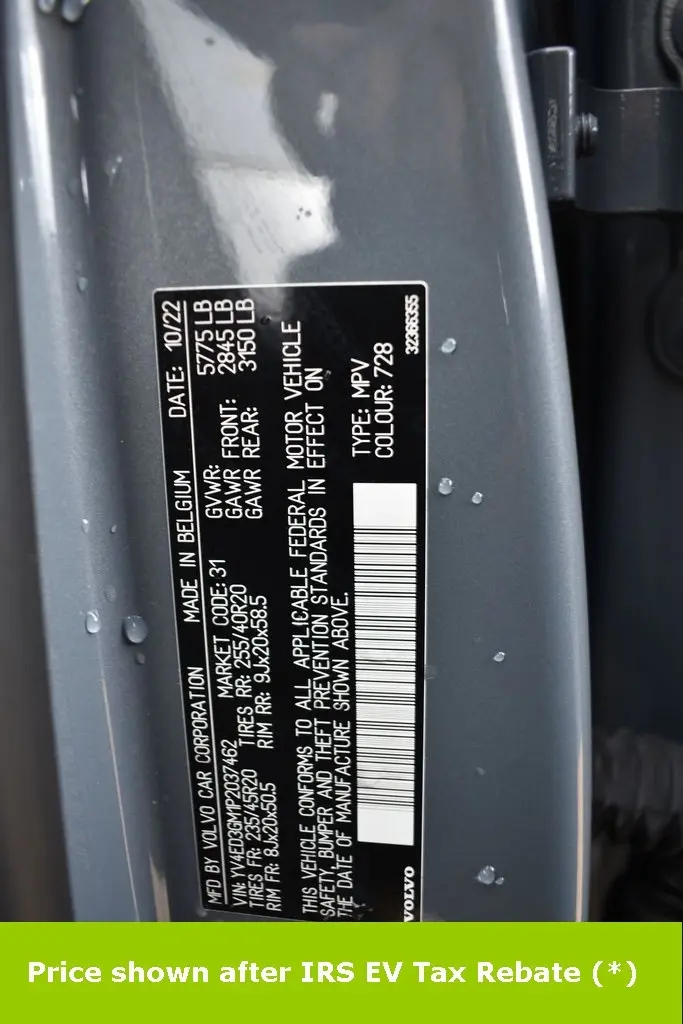 MFD BY VOLVO CAR CORPORATION MADE IN BELGIUM DATE: 10/22
VIN: YV4ED3GM1P2037462 MARKET CODE: 31 GVWR: 5775 LB
TIRES FR: 235/45R20 TIRES RR: 255/40R20 GAWR FRONT: 2845 LB
RIM FR: 8Jx20x50.5 RIM RR: 9Jx20x58.5 GAWR REAR: 3150 LB
THIS VEHICLE CONFORMS TO ALL APPLICABLE FEDERAL MOTOR VEHICLE
SAFETY, BUMPER AND THEFT PREVENTION STANDARDS IN EFFECT ON
THE DATE OF MANUFACTURE SHOWN ABOVE.
TYPE: MPV
COLOUR: 728
VOLVO 32366355
Price shown after IRS EV Tax Rebate (*)